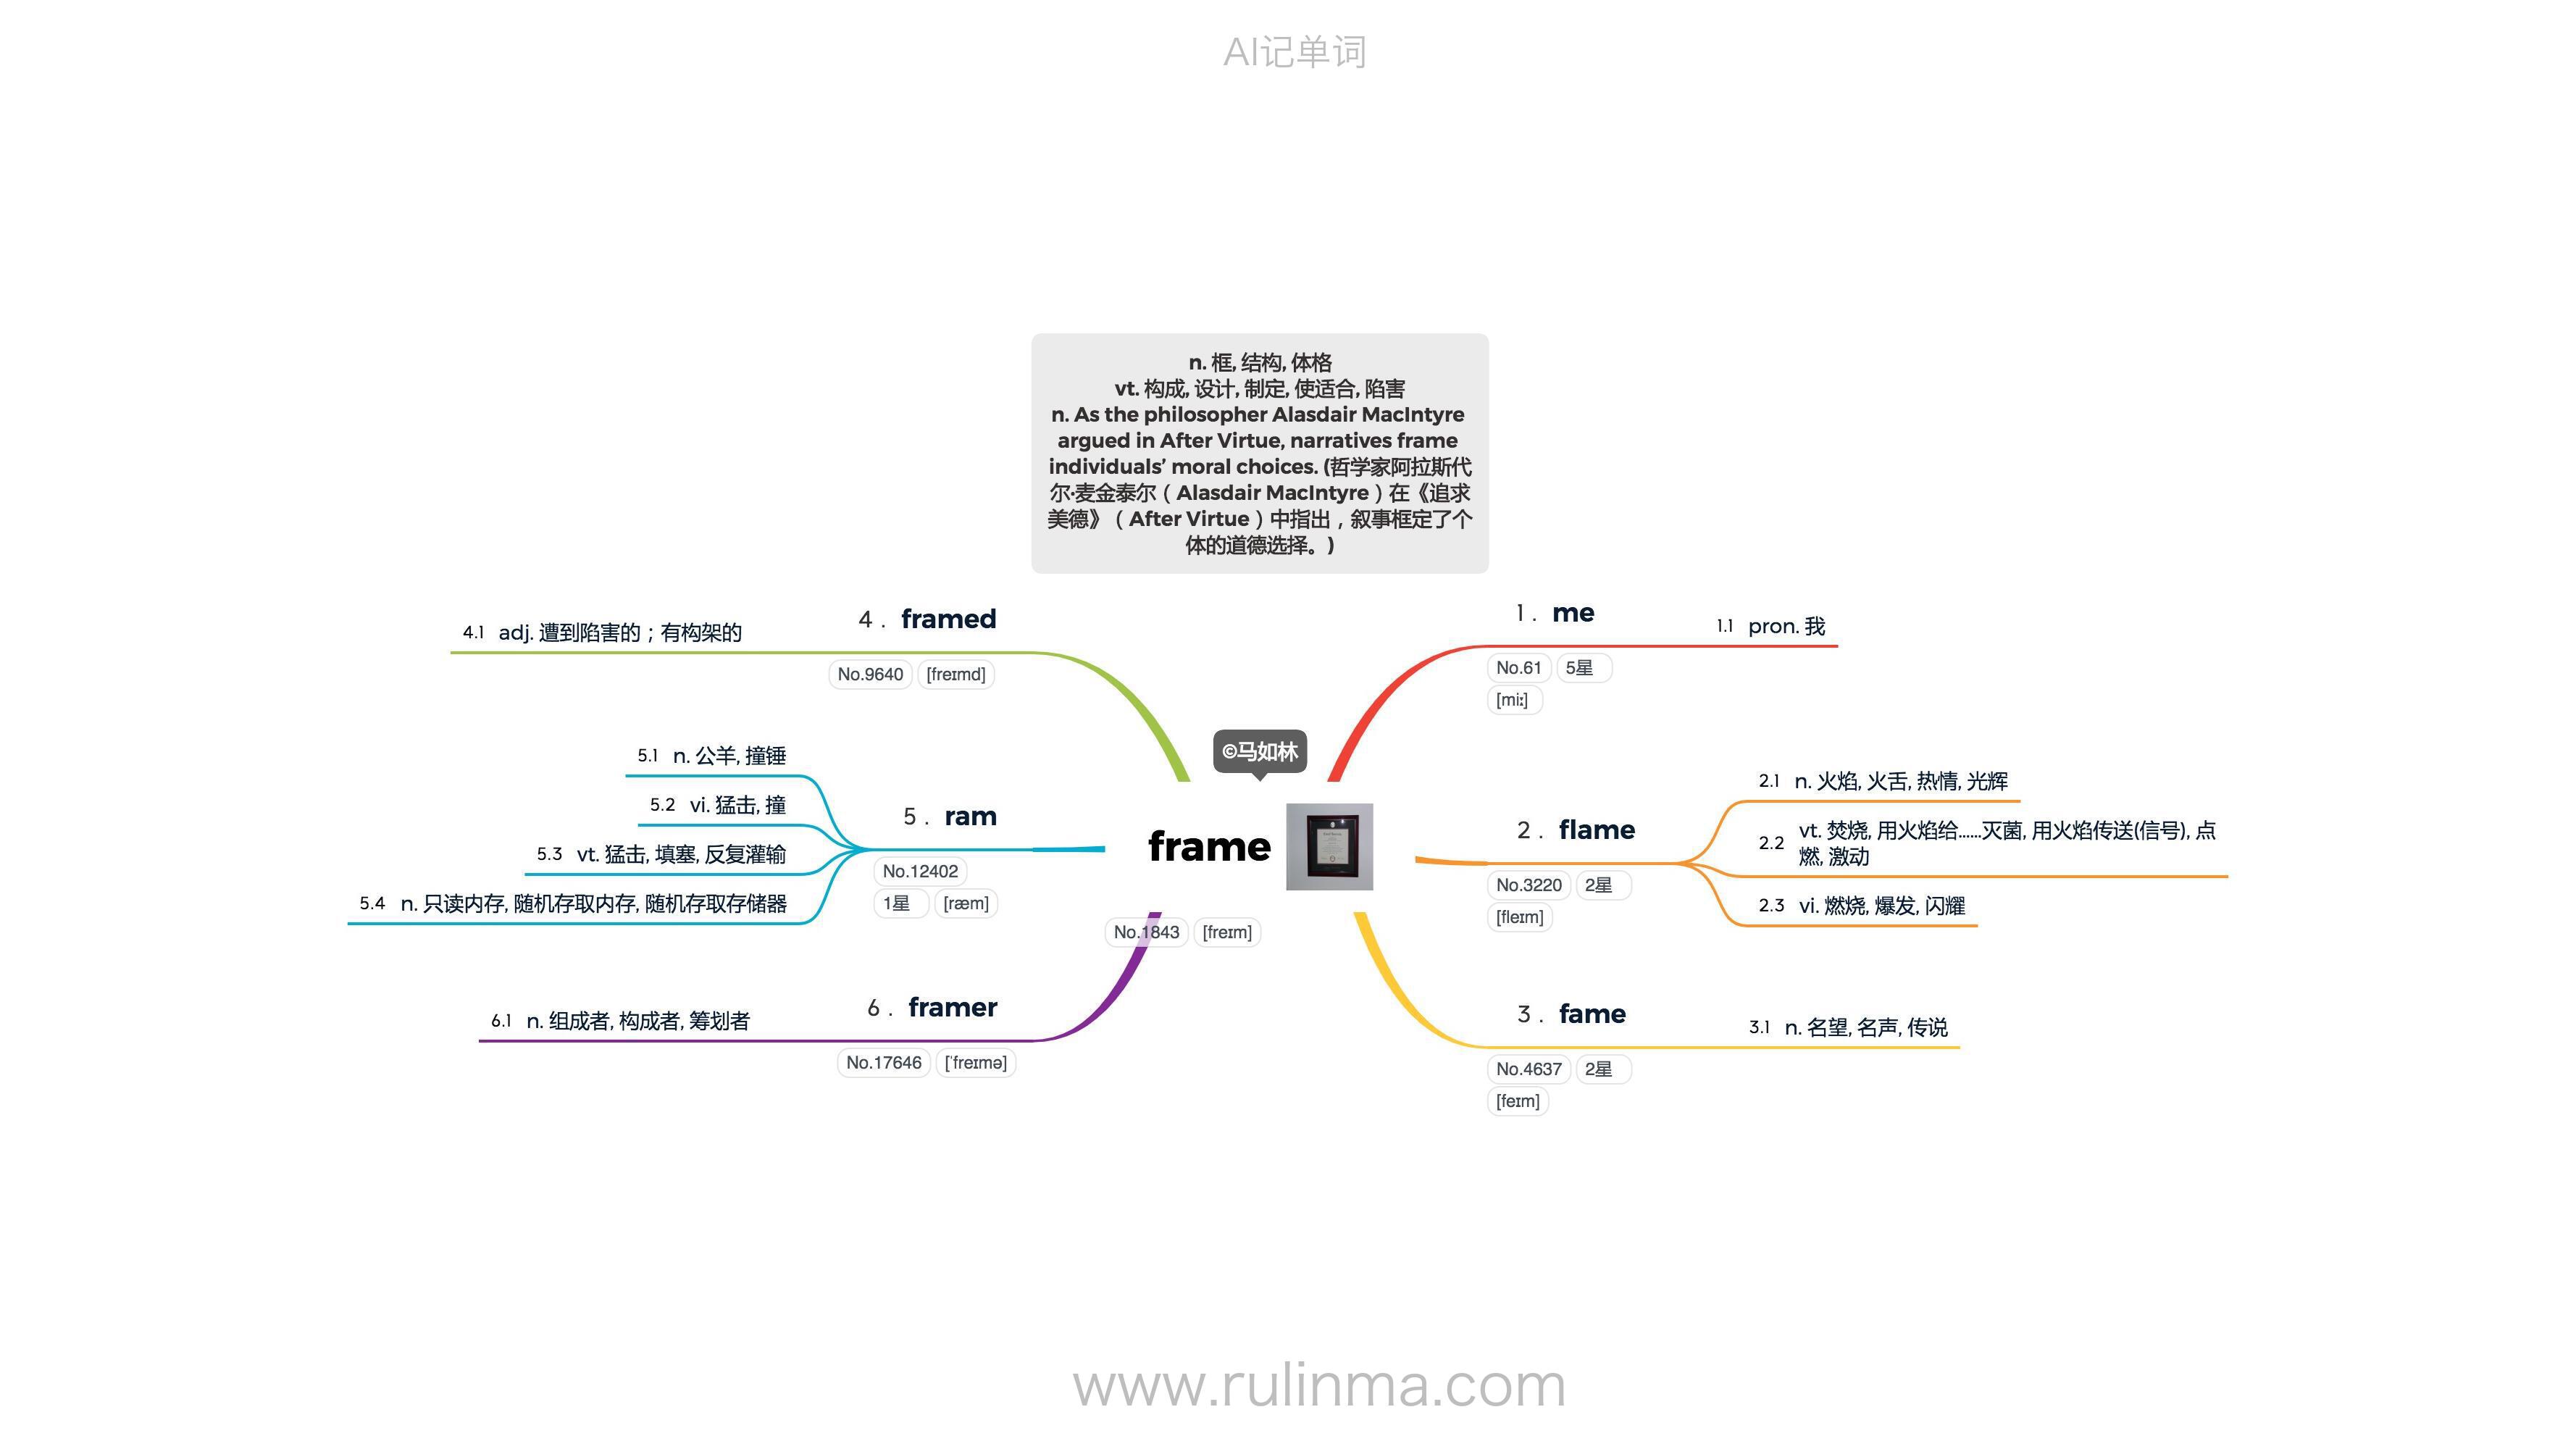 AI记单词
n. 框, 结构, 体格
vt. 构成, 设计, 制定, 使适合, 陷害
n. As the philosopher Alasdair MacIntyre
argued in After Virtue, narratives frame
individuals’ moral choices. (哲学家阿拉斯代
尔·麦金泰尔（Alasdair MacIntyre）在《追求
美德》（After Virtue）中指出，叙事框定了个
体的道德选择。)
©马如林
frame
No.1843 [freɪm]
1. me
No.61 5星
[miː]
1.1 pron. 我
2. flame
No.3220 2星
[fleɪm]
2.1 n. 火焰, 火舌, 热情, 光辉
2.2 vt. 焚烧, 用火焰给......灭菌, 用火焰传送(信号), 点
燃, 激动
2.3 vi. 燃烧, 爆发, 闪耀
3. fame
No.4637 2星
[feɪm]
3.1 n. 名望, 名声, 传说
4. framed
No.9640 [freɪmd]
4.1 adj. 遭到陷害的；有构架的
5. ram
No.12402
1星 [ræm]
5.1 n. 公羊, 撞锤
5.2 vi. 猛击, 撞
5.3 vt. 猛击, 填塞, 反复灌输
5.4 n. 只读内存, 随机存取内存, 随机存取存储器
6. framer
No.17646 [ˈfreɪmə]
6.1 n. 组成者, 构成者, 筹划者
www.rulinma.com